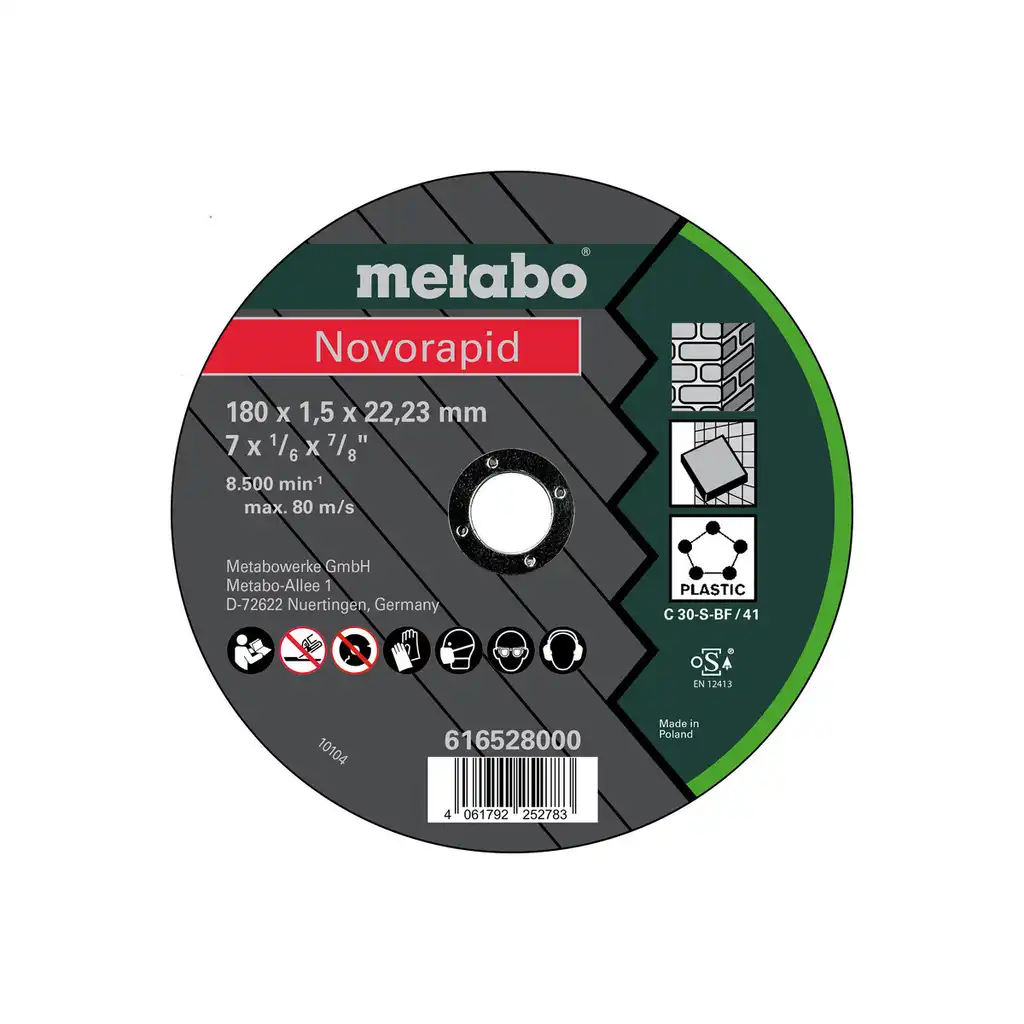 metabo®
Novorapid
180 x 1,5 x 22,23 mm
7 x 1/6 x 7/8"
8.500 min⁻¹
max. 80 m/s
Metabowerke GmbH
Metabo-Allee 1
D-72622 Nuertingen, Germany
PLASTIC
C 30-S-BF / 41
oSA®
EN 12413
Made in
Poland
10104
616528000
4 061792 252783